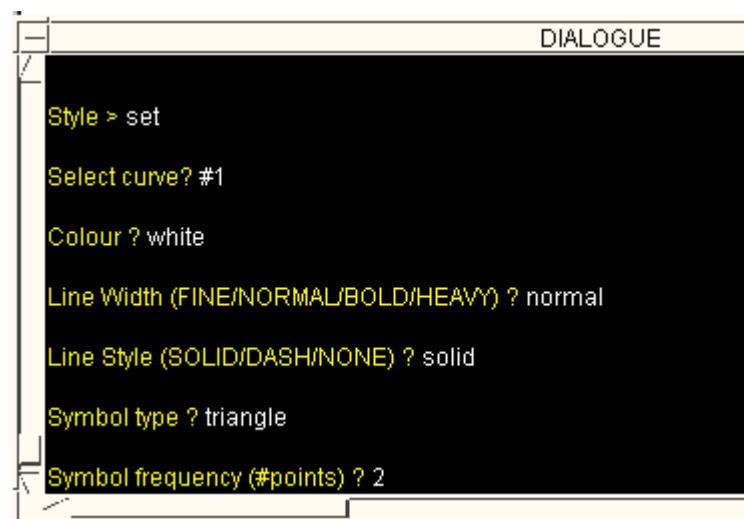 DIALOGUE
Style > set
Select curve? #1
Colour ? white
Line Width (FINE/NORMAL/BOLD/HEAVY) ? normal
Line Style (SOLID/DASH/NONE) ? solid
Symbol type ? triangle
Symbol frequency (#points) ? 2